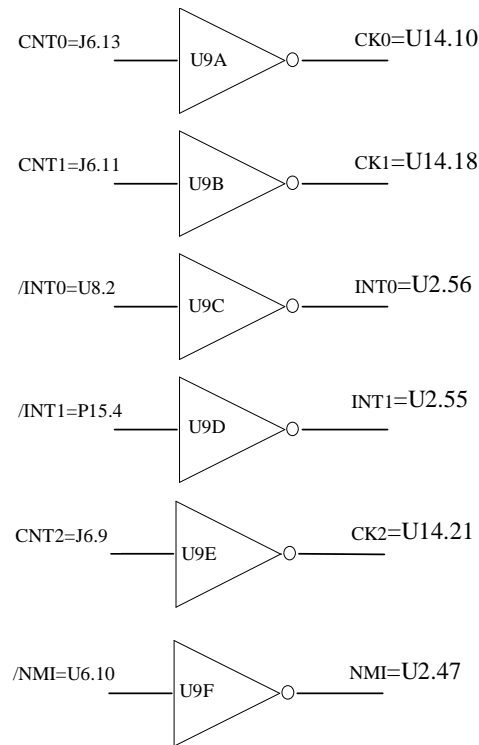 CNT0=J6.13 U9A CK0=U14.10
CNT1=J6.11 U9B CK1=U14.18
/INT0=U8.2 U9C INT0=U2.56
/INT1=P15.4 U9D INT1=U2.55
CNT2=J6.9 U9E CK2=U14.21
/NMI=U6.10 U9F NMI=U2.47